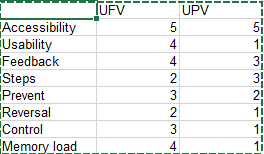 UFV UPV
Accessibility 5 5
Usability 4 1
Feedback 4 3
Steps 2 3
Prevent 3 2
Reversal 2 1
Control 3 1
Memory load 4 1